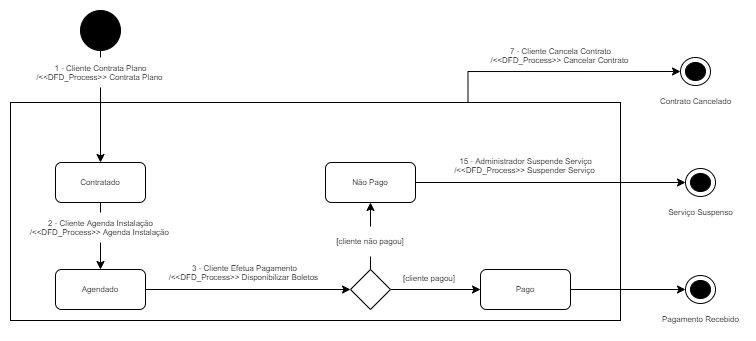 1 - Cliente Contrata Plano
/<<DFD_Process>> Contrata Plano
7 - Cliente Cancela Contrato
/<<DFD_Process>> Cancelar Contrato
Contrato Cancelado
Contratado
Não Pago
15 - Administrador Suspende Serviço
/<<DFD_Process>> Suspender Serviço
Serviço Suspenso
2 - Cliente Agenda Instalação
/<<DFD_Process>> Agenda Instalação
[cliente não pagou]
Agendado
3 - Cliente Efetua Pagamento
/<<DFD_Process>> Disponibilizar Boletos
[cliente pagou]
Pago
Pagamento Recebido